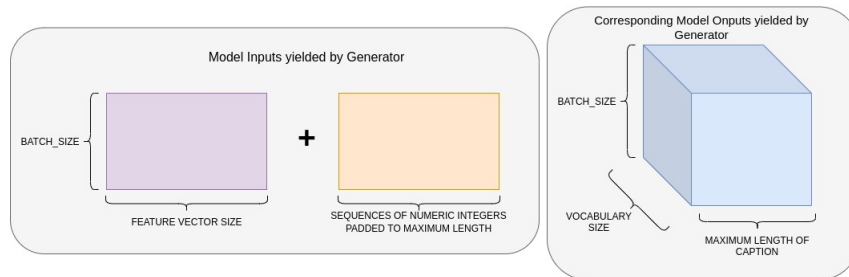 Model Inputs yielded by Generator
BATCH_SIZE
+
FEATURE VECTOR SIZE
SEQUENCES OF NUMERIC INTEGERS
PADDED TO MAXIMUM LENGTH
Corresponding Model Onputs yielded by
Generator
BATCH_SIZE
VOCABULARY
SIZE
MAXIMUM LENGTH OF
CAPTION